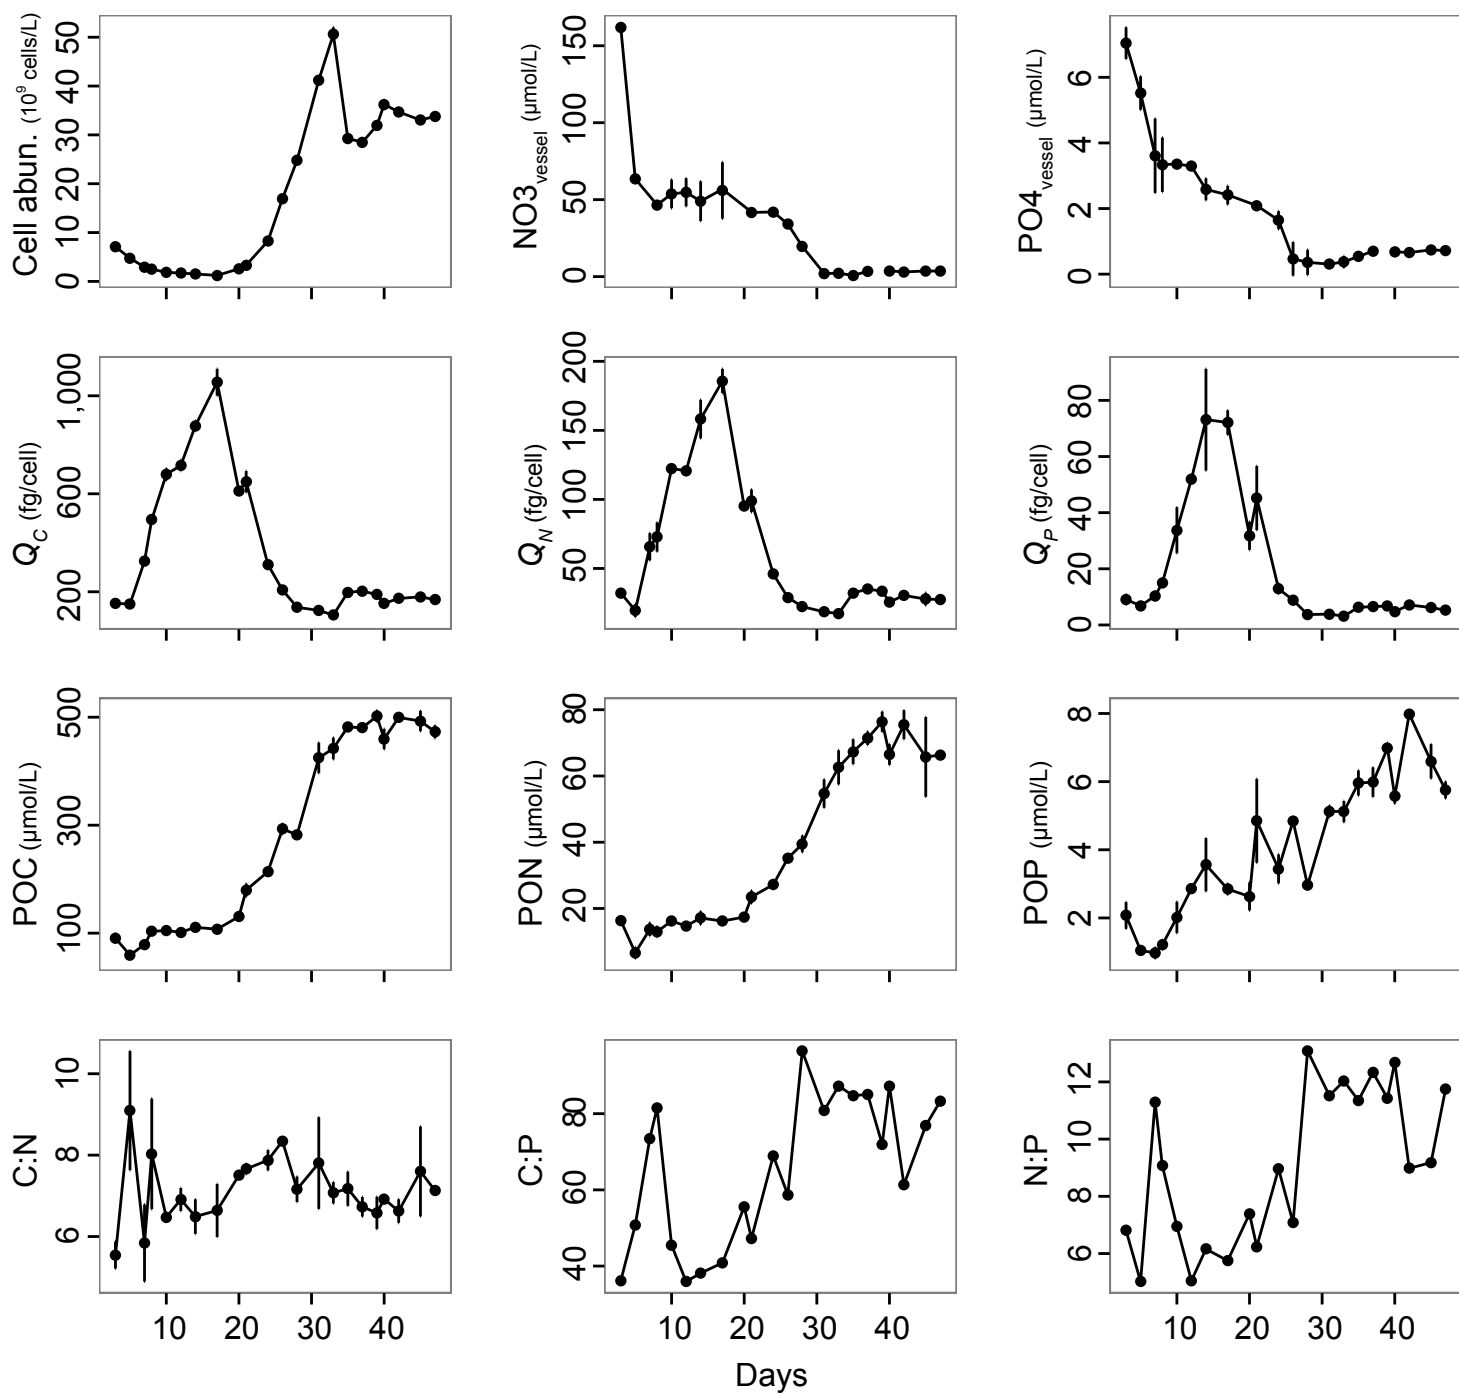 Cell abun. (10⁹ cells/L)
0 10 20 30 40 50
NO3vessel (µmol/L)
0 50 100 150
PO4vessel (µmol/L)
0 2 4 6
QC (fg/cell)
200 600 1,000
QN (fg/cell)
50 100 150 200
QP (fg/cell)
0 20 40 60 80
POC (µmol/L)
100 300 500
PON (µmol/L)
20 40 60 80
POP (µmol/L)
2 4 6 8
C:N
6 8 10
C:P
40 60 80
N:P
6 8 10 12
10 20 30 40
10 20 30 40
10 20 30 40
Days